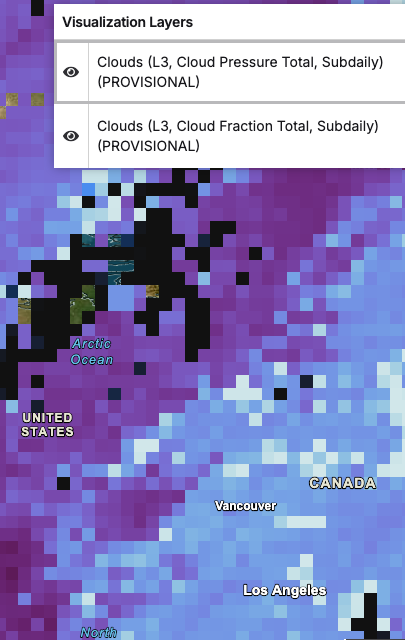 Visualization Layers
Clouds (L3, Cloud Pressure Total, Subdaily)
(PROVISIONAL)
Clouds (L3, Cloud Fraction Total, Subdaily)
(PROVISIONAL)
Arctic
Ocean
UNITED
STATES
CANADA
Vancouver
Los Angeles
North